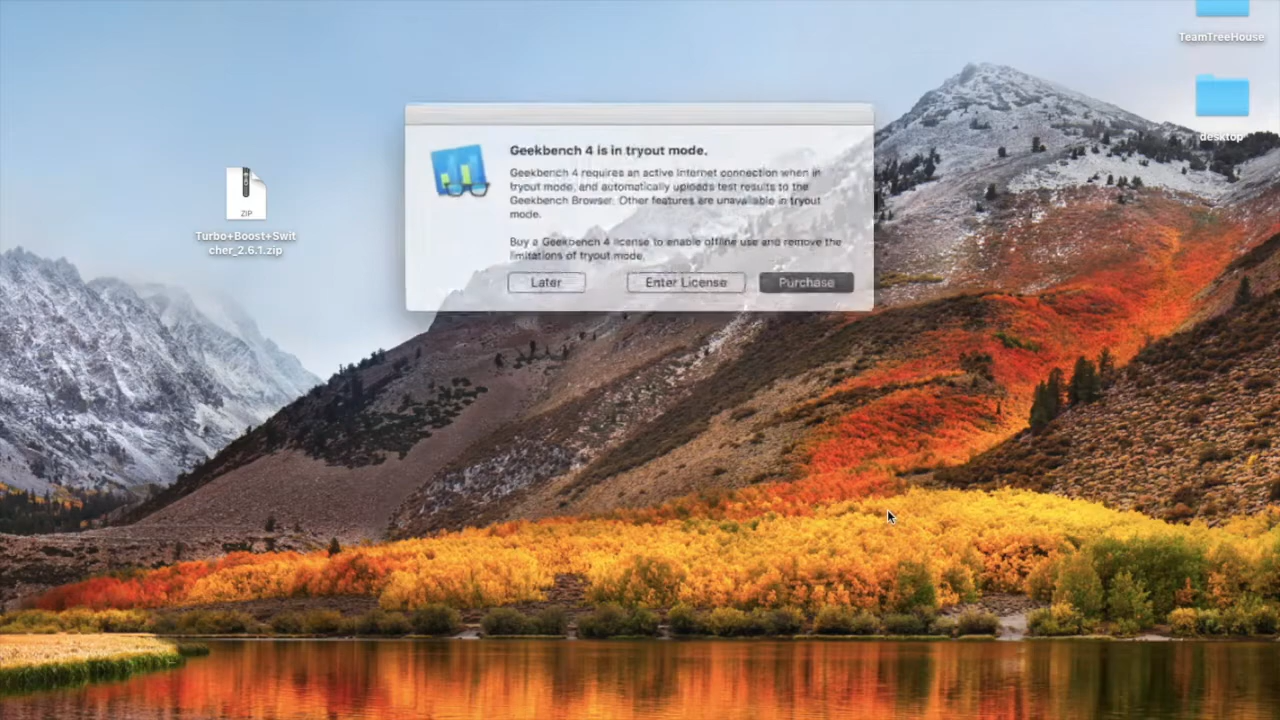 TeamTreeHouse
desktop
Geekbench 4 is in tryout mode.
Geekbench 4 requires an active Internet connection when in
tryout mode, and automatically uploads test results to the
Geekbench Browser. Other features are unavailable in tryout
mode.
Buy a Geekbench 4 license to enable offline use and remove the
limitations of tryout mode.
Later
Enter License
Purchase
ZIP
Turbo+Boost+Swit
cher_2.6.1.zip